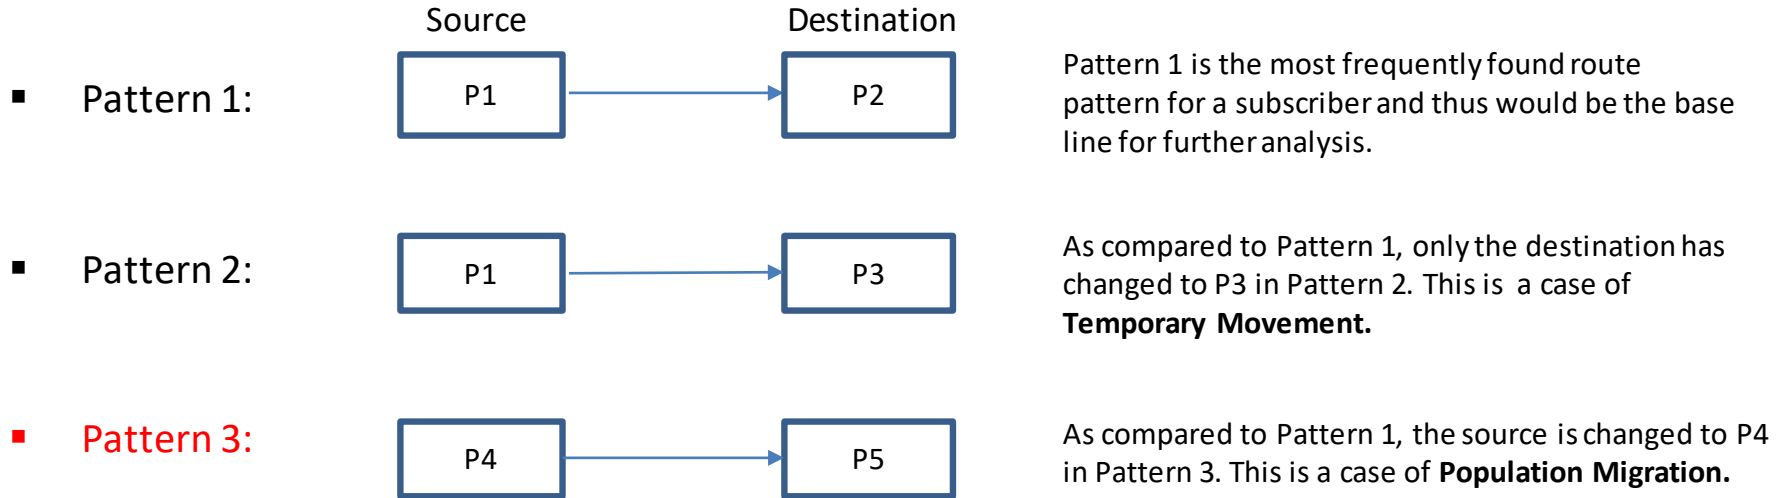 Source Destination
▪ Pattern 1: P1 P2
Pattern 1 is the most frequently found route
pattern for a subscriber and thus would be the base
line for further analysis.
▪ Pattern 2: P1 P3
As compared to Pattern 1, only the destination has
changed to P3 in Pattern 2. This is a case of
Temporary Movement.
▪ Pattern 3: P4 P5
As compared to Pattern 1, the source is changed to P4
in Pattern 3. This is a case of Population Migration.